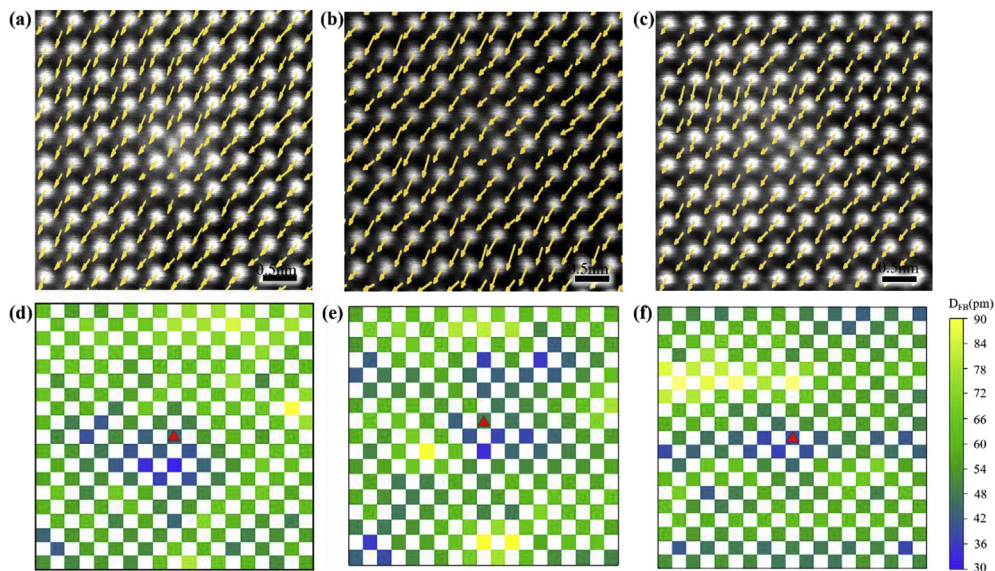 (a)
(b)
(c)
0.5nm
0.5nm
0.5nm
(d)
(e)
(f)
D_FB(pm)
90
84
78
72
66
60
54
48
42
36
30